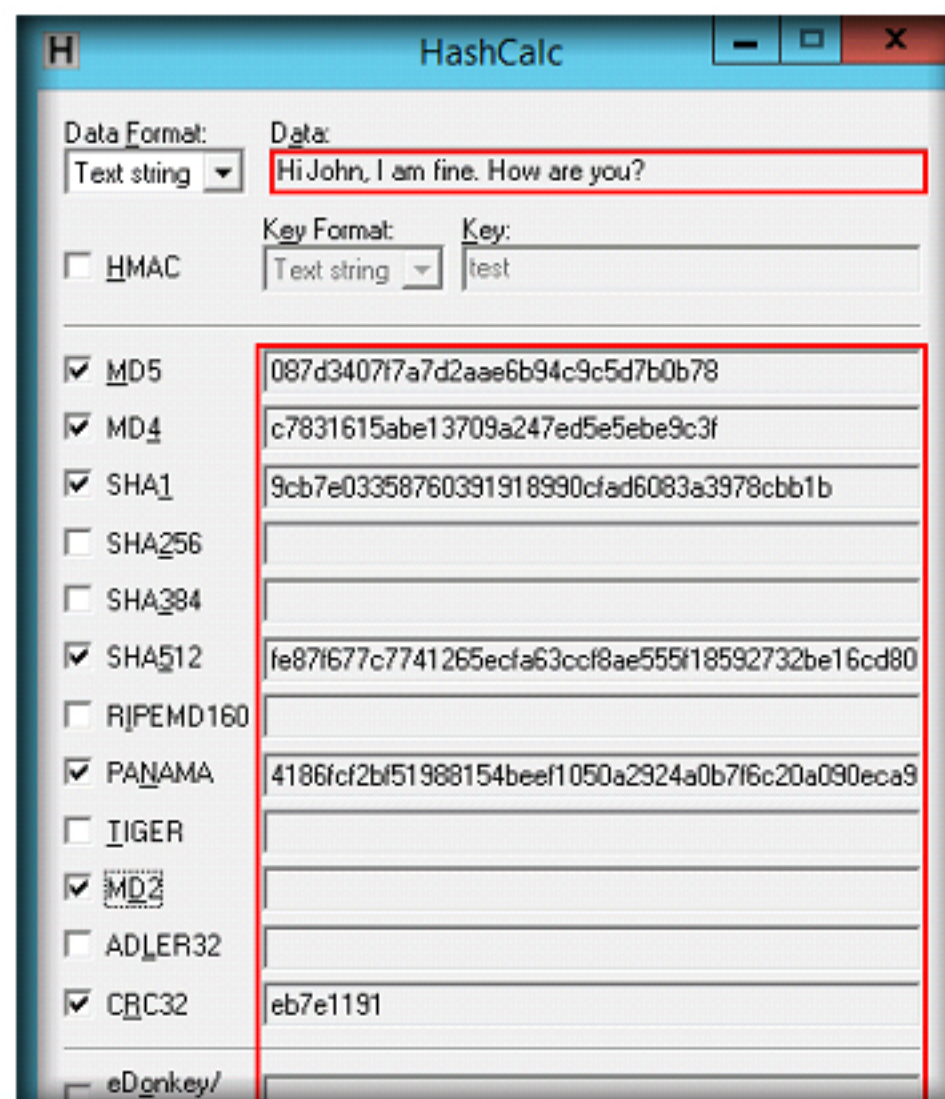 H HashCalc
Data Format: Data:
Text string Hi John, I am fine. How are you?
Key Format: Key:
HMAC Text string test
MD5 087d3407f7a7d2aae6b94c9c5d7b0b78
MD4 c7831615abe13709a247ed5e5ebe9c3f
SHA1 9cb7e03358760391918990cfad6083a3978cbb1b
SHA256
SHA384
SHA512 fe87f677c7741265ecfa63ccf8ae555f18592732be16cd80
RIPEMD160
PANAMA 4186fcf2bf51988154beef1050a2924a0b7f6c20a090eca9
TIGER
MD2
ADLER32
CRC32 eb7e1191
eDonkey/